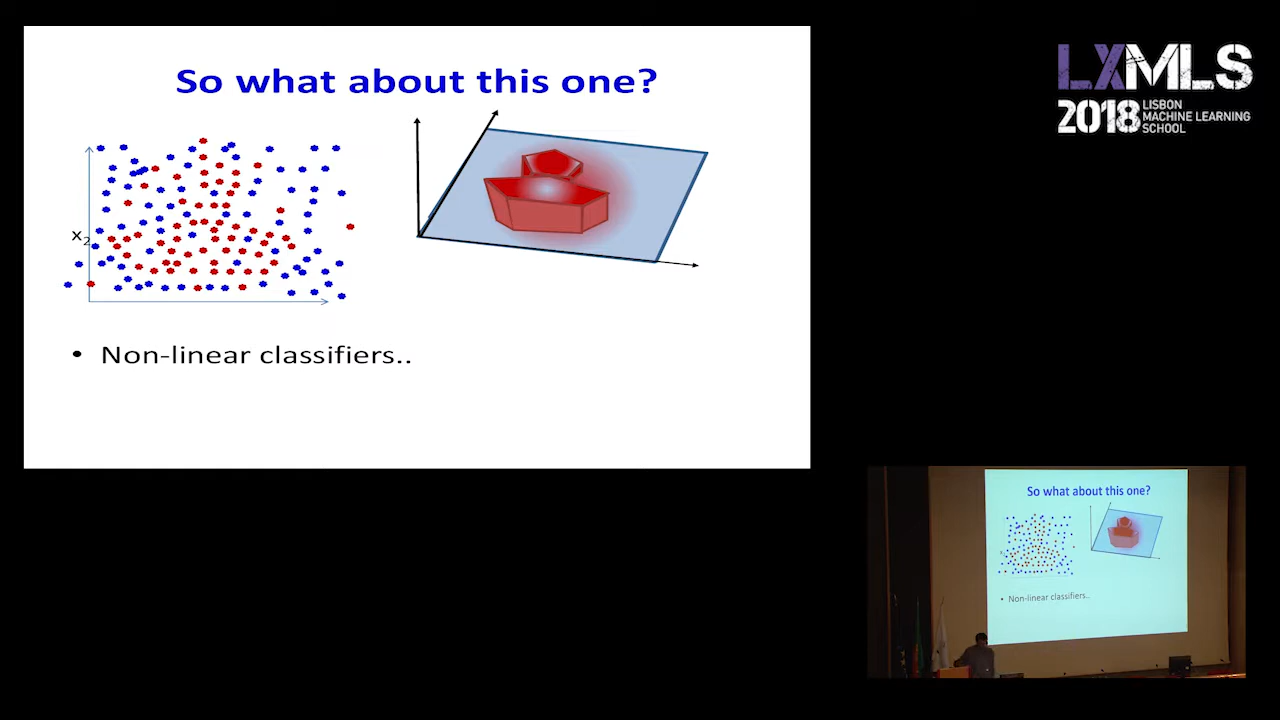 So what about this one?
x2
• Non-linear classifiers..
LXMLS
2018 LISBON
MACHINE LEARNING
SCHOOL
So what about this one?
• Non-linear classifiers..